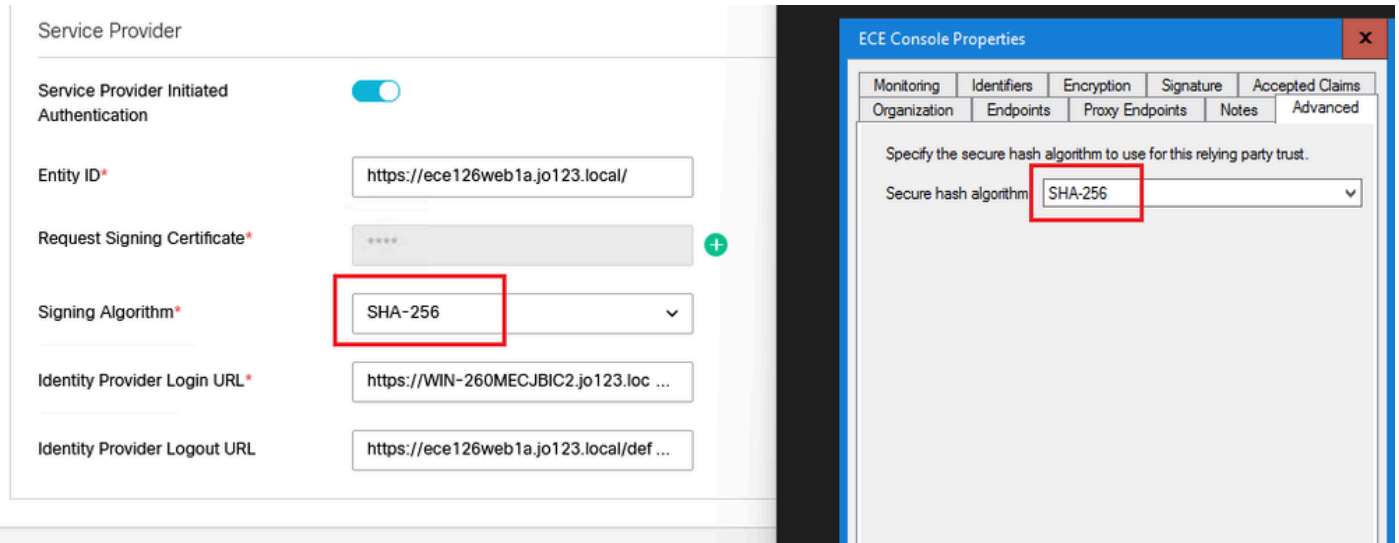 Service Provider
Service Provider Initiated
Authentication
Entity ID*
https://ece126web1a.jo123.local/
Request Signing Certificate*
****
Signing Algorithm*
SHA-256
Identity Provider Login URL*
https://WIN-260MECJBIC2.jo123.loc ...
Identity Provider Logout URL
https://ece126web1a.jo123.local/def ...
ECE Console Properties
x
Monitoring Identifiers Encryption Signature Accepted Claims
Organization Endpoints Proxy Endpoints Notes Advanced
Specify the secure hash algorithm to use for this relying party trust.
Secure hash algorithm
SHA-256